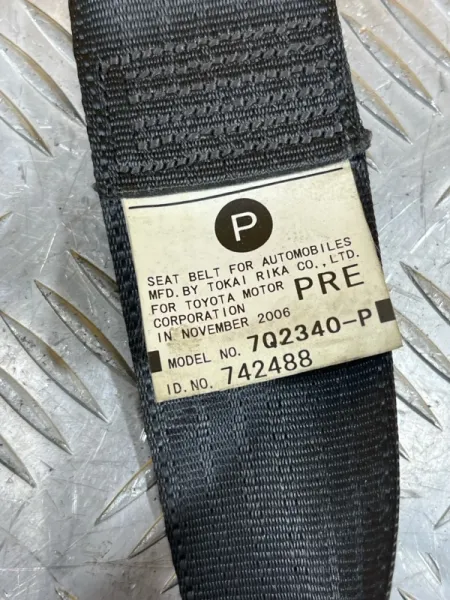 P
SEAT BELT FOR AUTOMOBILES
MFD. BY TOKAI RIKA CO., LTD.
FOR TOYOTA MOTOR PRE
CORPORATION
IN NOVEMBER 2006
MODEL NO. 7Q2340-P
ID. NO. 742488